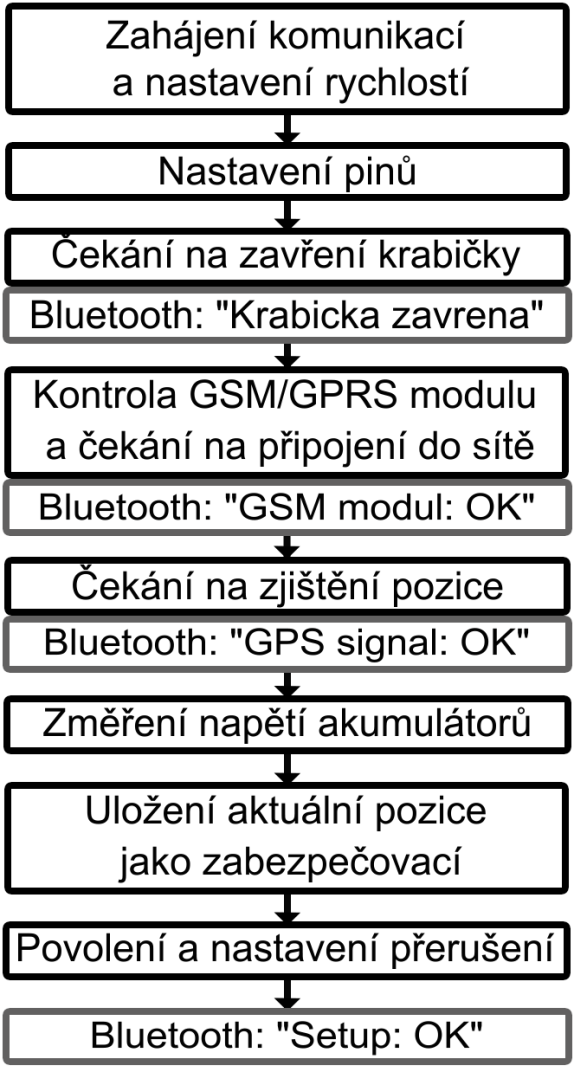 Zahájení komunikací
a nastavení rychlostí
Nastavení pinů
Čekání na zavření krabičky
Bluetooth: "Krabicka zavrena"
Kontrola GSM/GPRS modulu
a čekání na připojení do sítě
Bluetooth: "GSM modul: OK"
Čekání na zjištění pozice
Bluetooth: "GPS signal: OK"
Změření napětí akumulátorů
Uložení aktuální pozice
jako zabezpečovací
Povolení a nastavení přerušení
Bluetooth: "Setup: OK"